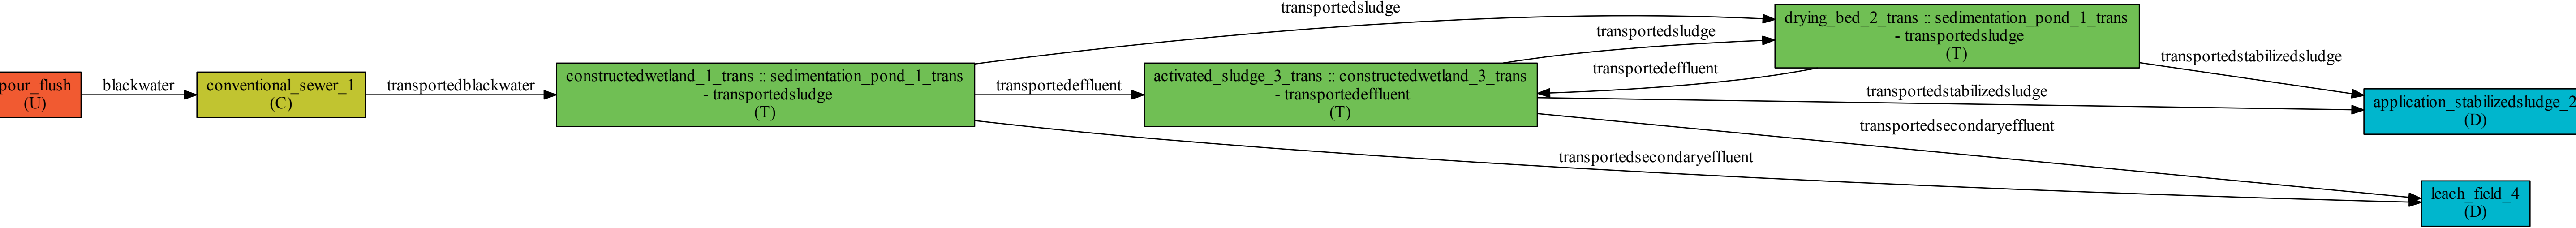 pour_flush
(U)
blackwater
conventional_sewer_1
(C)
transportedblackwater
constructedwetland_1_trans :: sedimentation_pond_1_trans
- transportedsludge
(T)
transportedsludge
transportedeffluent
transportedsecondaryeffluent
activated_sludge_3_trans :: constructedwetland_3_trans
- transportedeffluent
(T)
transportedsludge
transportedeffluent
transportedstabilizedsludge
transportedsecondaryeffluent
drying_bed_2_trans :: sedimentation_pond_1_trans
- transportedsludge
(T)
transportedstabilizedsludge
application_stabilizedsludge_2
(D)
leach_field_4
(D)